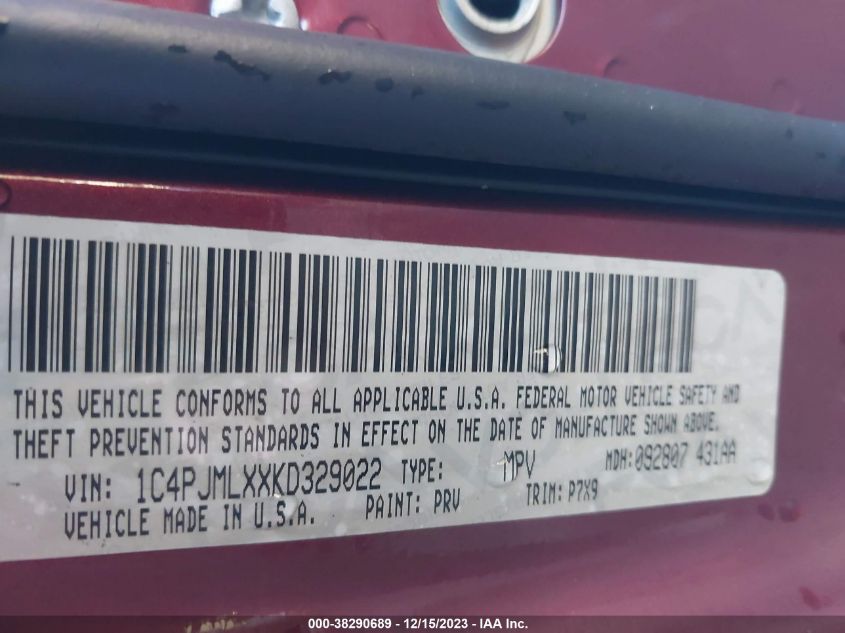 THIS VEHICLE CONFORMS TO ALL APPLICABLE U.S.A. FEDERAL MOTOR VEHICLE SAFETY AND
THEFT PREVENTION STANDARDS IN EFFECT ON THE DATE OF MANUFACTURE SHOWN ABOVE.
VIN: 1C4PJMLXXKD329022 TYPE: MPV MDH:092807 431AA
VEHICLE MADE IN U.S.A. PAINT: PRV TRIM: P7X9
000-38290689 - 12/15/2023 - IAA Inc.